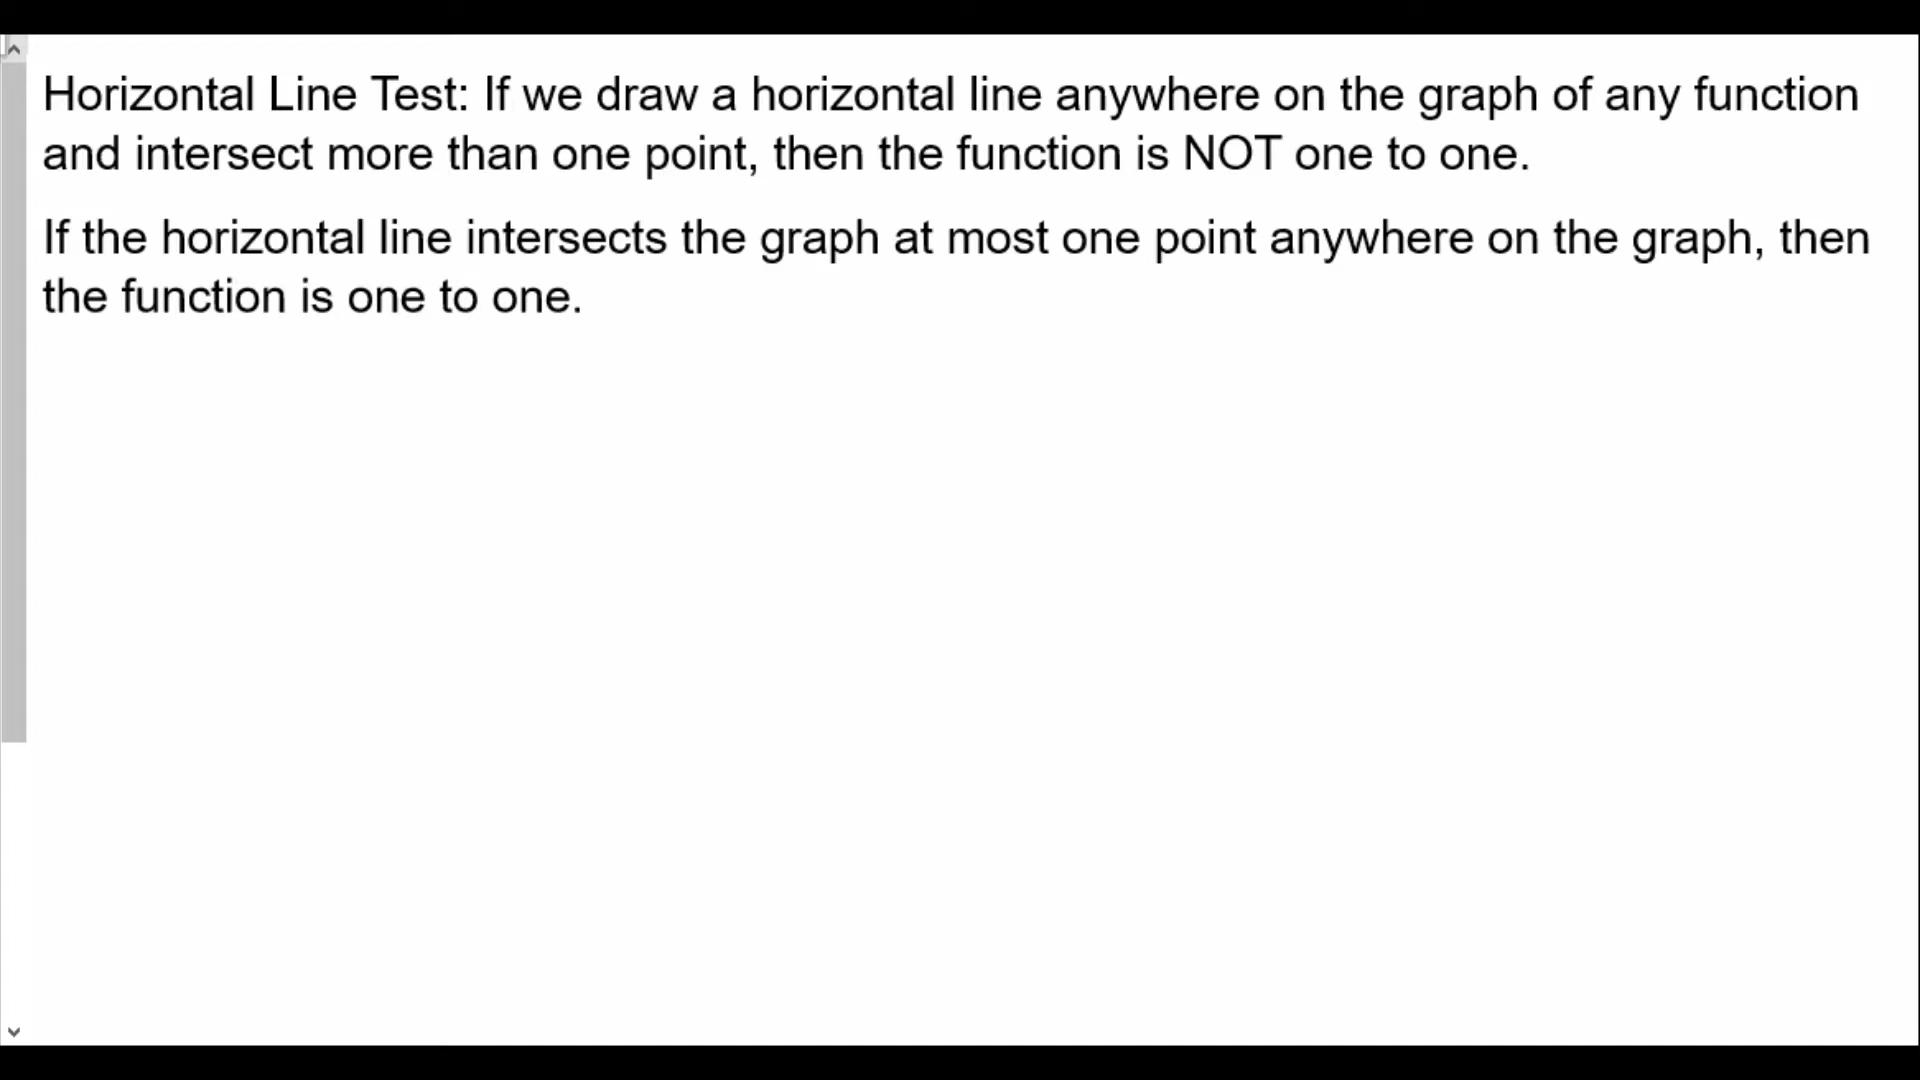 Horizontal Line Test: If we draw a horizontal line anywhere on the graph of any function
and intersect more than one point, then the function is NOT one to one.
If the horizontal line intersects the graph at most one point anywhere on the graph, then
the function is one to one.